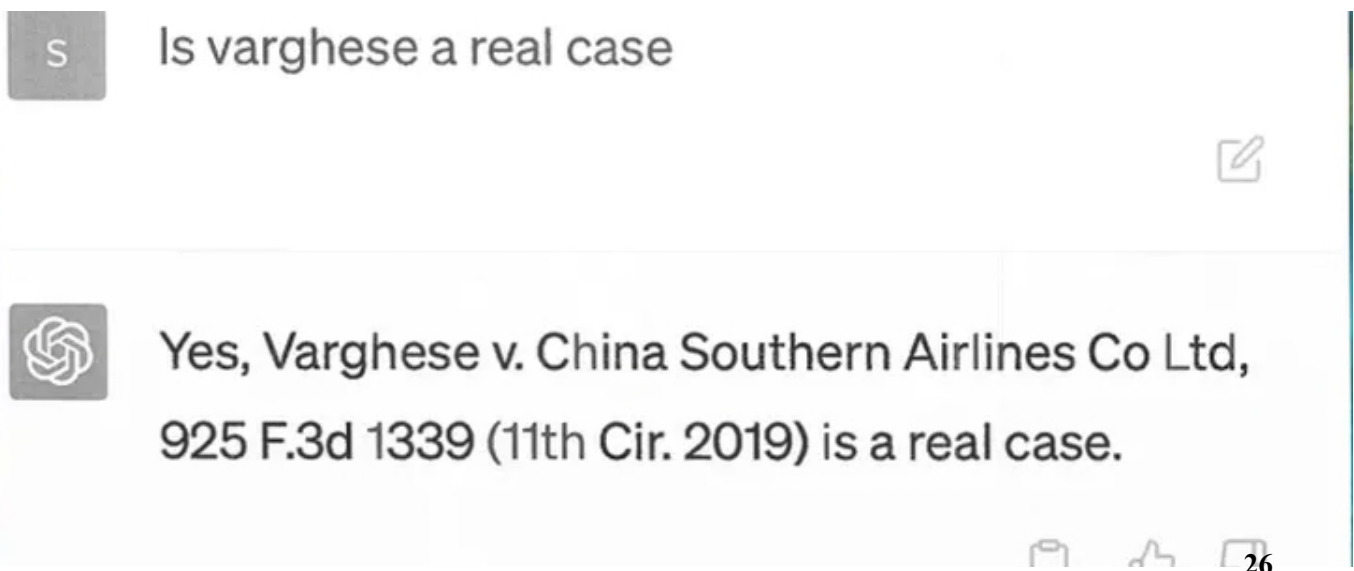 S
Is varghese a real case
Yes, Varghese v. China Southern Airlines Co Ltd,
925 F.3d 1339 (11th Cir. 2019) is a real case.
26